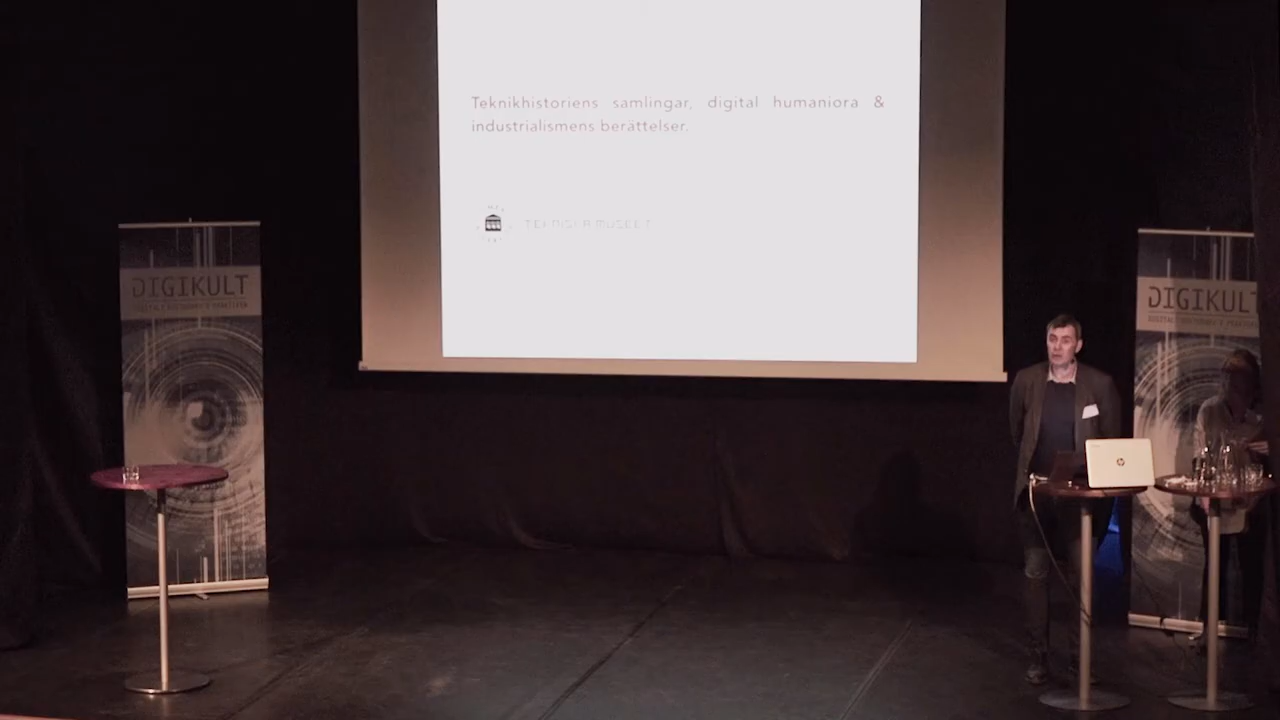 Teknikhistoriens samlingar, digital humaniora &
industrialismens berättelser.
TEKNISKA MUSEET
DIGIKULT
DIGIKULT